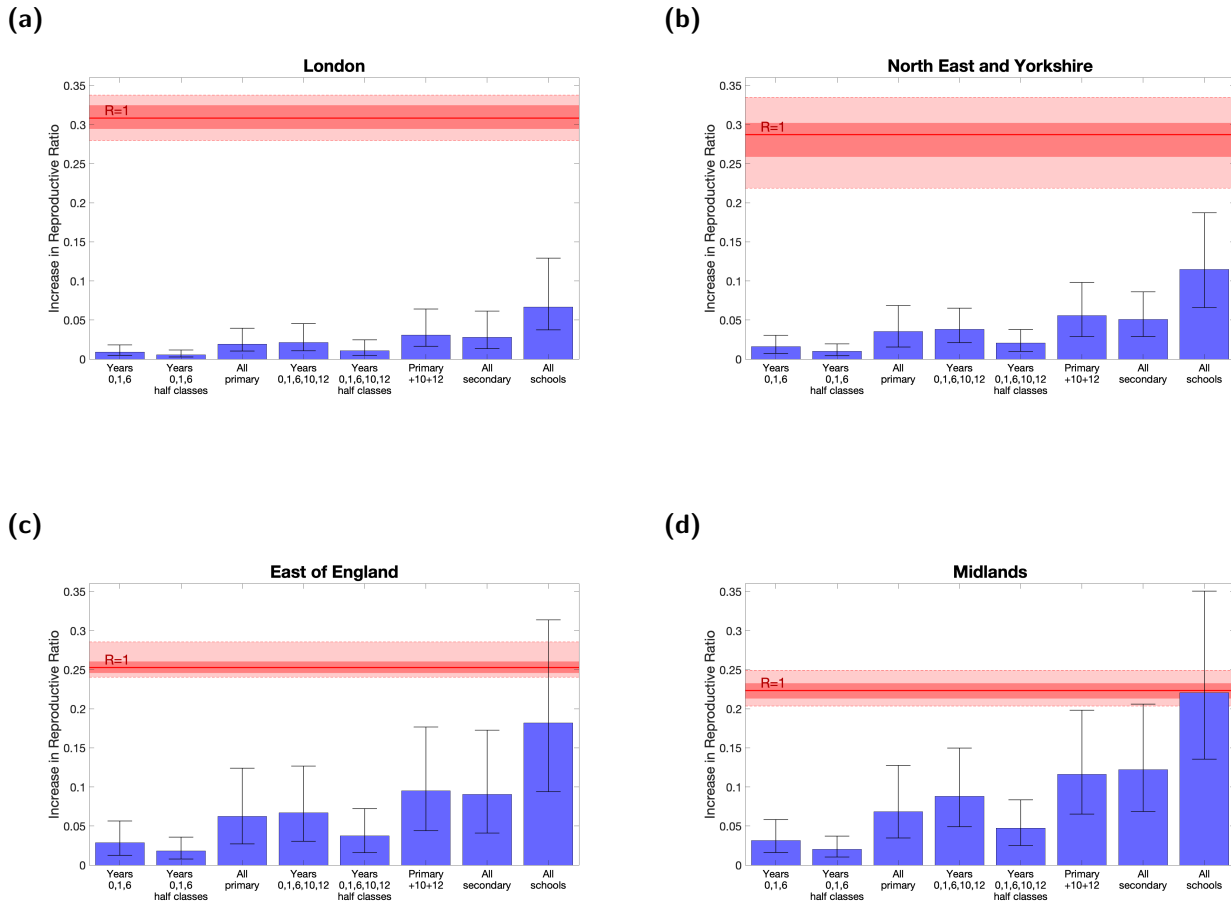 (a)
London
Increase in Reproductive Ratio
0.35
0.3
0.25
0.2
0.15
0.1
0.05
0
R=1
Years
0,1,6
Years
0,1,6
half classes
All
primary
Years
0,1,6,10,12
Years
0,1,6,10,12
half classes
Primary
+10+12
All
secondary
All
schools
(b)
North East and Yorkshire
Increase in Reproductive Ratio
0.35
0.3
0.25
0.2
0.15
0.1
0.05
0
R=1
Years
0,1,6
Years
0,1,6
half classes
All
primary
Years
0,1,6,10,12
Years
0,1,6,10,12
half classes
Primary
+10+12
All
secondary
All
schools
(c)
East of England
Increase in Reproductive Ratio
0.35
0.3
0.25
0.2
0.15
0.1
0.05
0
R=1
Years
0,1,6
Years
0,1,6
half classes
All
primary
Years
0,1,6,10,12
Years
0,1,6,10,12
half classes
Primary
+10+12
All
secondary
All
schools
(d)
Midlands
Increase in Reproductive Ratio
0.35
0.3
0.25
0.2
0.15
0.1
0.05
0
R=1
Years
0,1,6
Years
0,1,6
half classes
All
primary
Years
0,1,6,10,12
Years
0,1,6,10,12
half classes
Primary
+10+12
All
secondary
All
schools